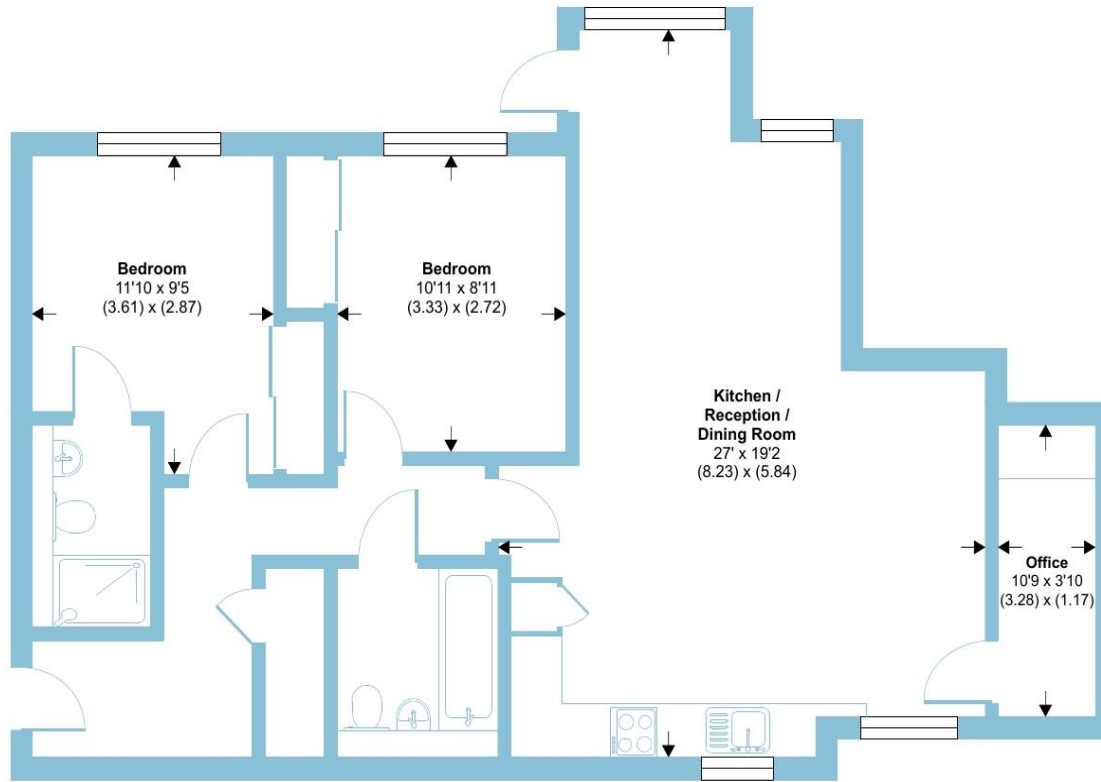 Bedroom
11'10 x 9'5
(3.61) x (2.87)
Bedroom
10'11 x 8'11
(3.33) x (2.72)
Kitchen /
Reception /
Dining Room
27' x 19'2
(8.23) x (5.84)
Office
10'9 x 3'10
(3.28) x (1.17)